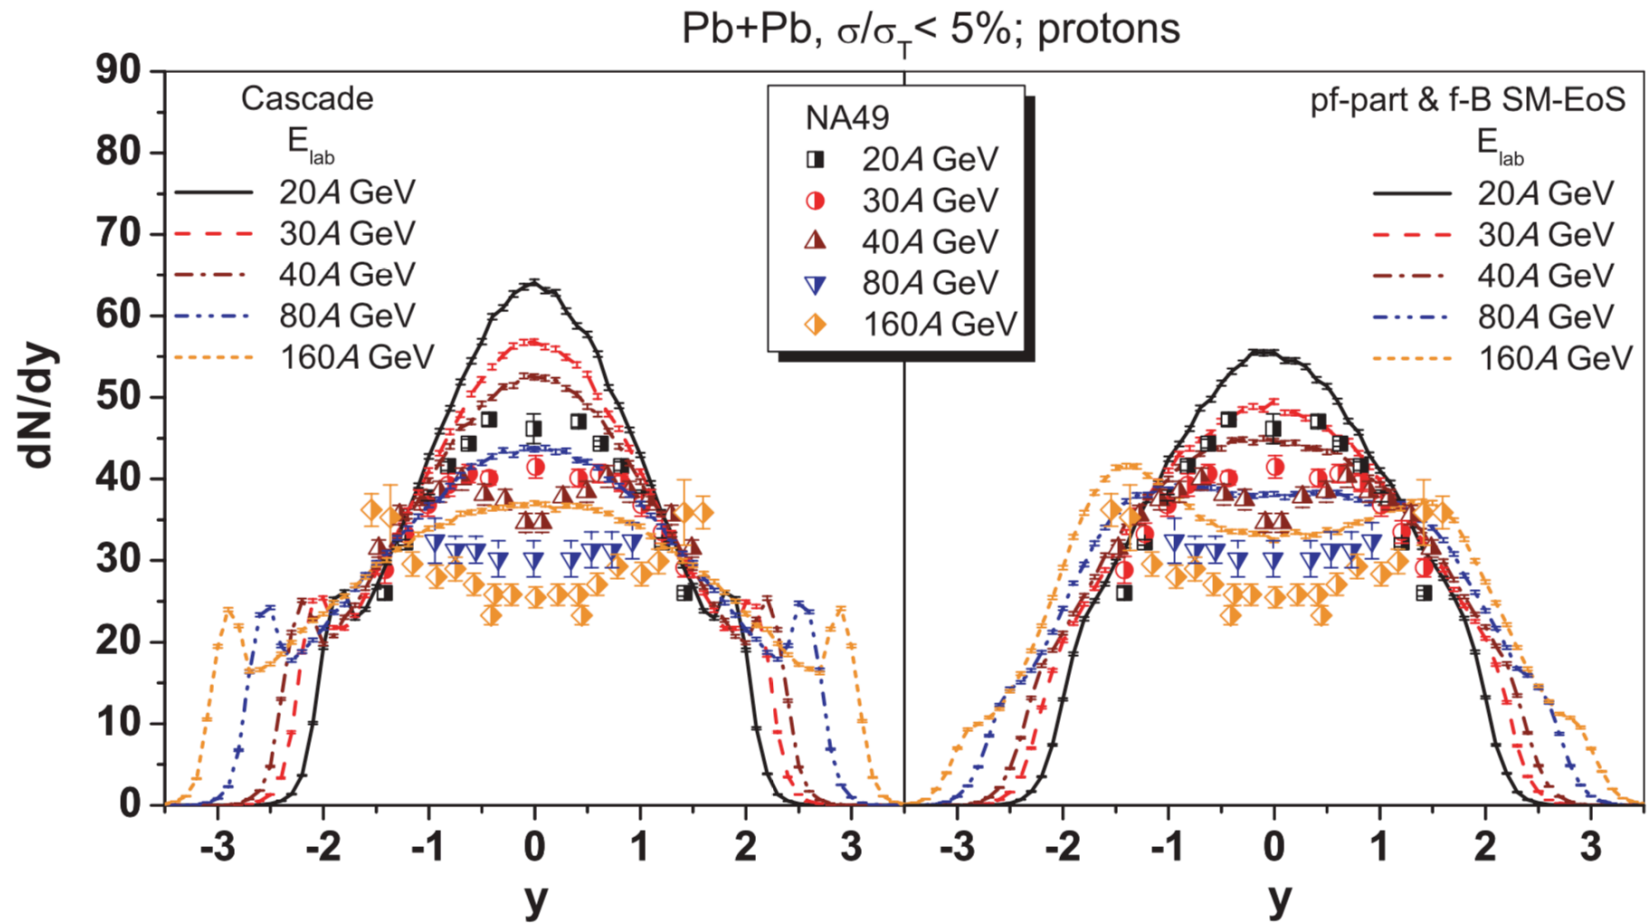 Pb+Pb, σ/σT< 5%; protons
90
80
70
60
50
40
30
20
10
0
dN/dy
Cascade
Elab
20A GeV
30A GeV
40A GeV
80A GeV
160A GeV
NA49
20A GeV
30A GeV
40A GeV
80A GeV
160A GeV
pf-part & f-B SM-EoS
Elab
20A GeV
30A GeV
40A GeV
80A GeV
160A GeV
-3 -2 -1 0 1 2 3
-3 -2 -1 0 1 2 3
y
y